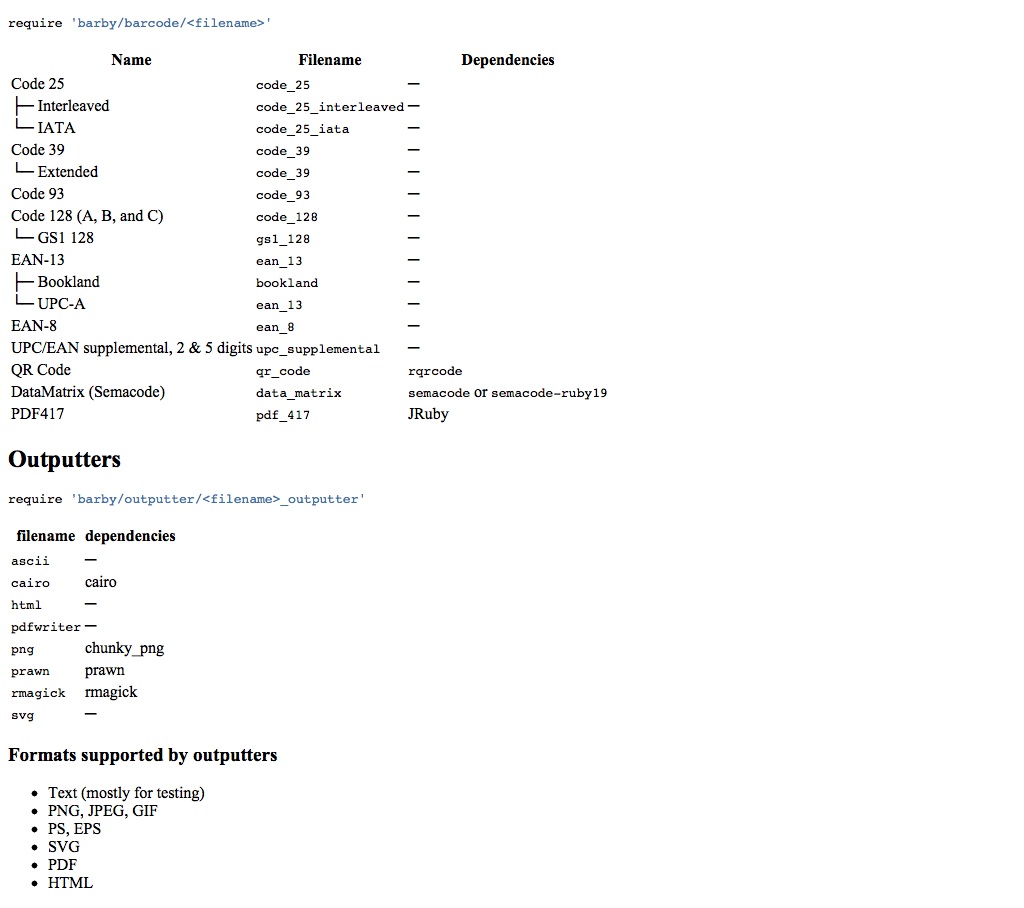 require 'barby/barcode/<filename>'
Name Filename Dependencies
Code 25 code_25 —
├─ Interleaved code_25_interleaved —
└─ IATA code_25_iata —
Code 39 code_39 —
└─ Extended code_39 —
Code 93 code_93 —
Code 128 (A, B, and C) code_128 —
└─ GS1 128 gs1_128 —
EAN-13 ean_13 —
├─ Bookland bookland —
└─ UPC-A ean_13 —
EAN-8 ean_8 —
UPC/EAN supplemental, 2 & 5 digits upc_supplemental —
QR Code qr_code rqrcode
DataMatrix (Semacode) data_matrix semacode or semacode-ruby19
PDF417 pdf_417 JRuby
Outputters
require 'barby/outputter/<filename>_outputter'
filename dependencies
ascii —
cairo cairo
html —
pdfwriter —
png chunky_png
prawn prawn
rmagick rmagick
svg —
Formats supported by outputters
• Text (mostly for testing)
• PNG, JPEG, GIF
• PS, EPS
• SVG
• PDF
• HTML